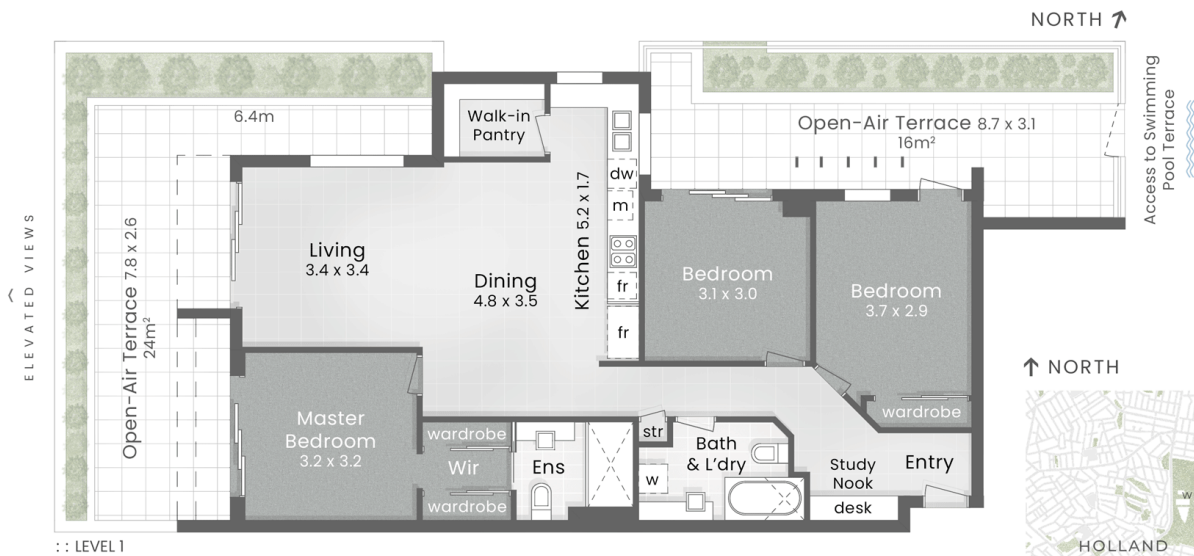 NORTH
6.4m
Walk-in
Pantry
Open-Air Terrace 8.7 x 3.1
16m²
Access to Swimming
Pool Terrace
dw
m
Kitchen 5.2 x 1.7
Living
3.4 x 3.4
Dining
4.8 x 3.5
fr
fr
Bedroom
3.1 x 3.0
Bedroom
3.7 x 2.9
ELEVATED VIEWS
Open-Air Terrace 7.8 x 2.6
24m²
NORTH
Master
Bedroom
3.2 x 3.2
wardrobe
wardrobe
Wir
wardrobe
Ens
str
Bath
& L'dry
w
Study
Nook
desk
Entry
W
HOLLAND
:: LEVEL 1